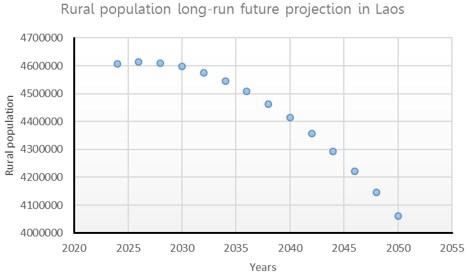 Rural population long-run future projection in Laos
4700000
4600000
4500000
4400000
4300000
4200000
4100000
4000000
Rural population
2020 2025 2030 2035 2040 2045 2050 2055
Years